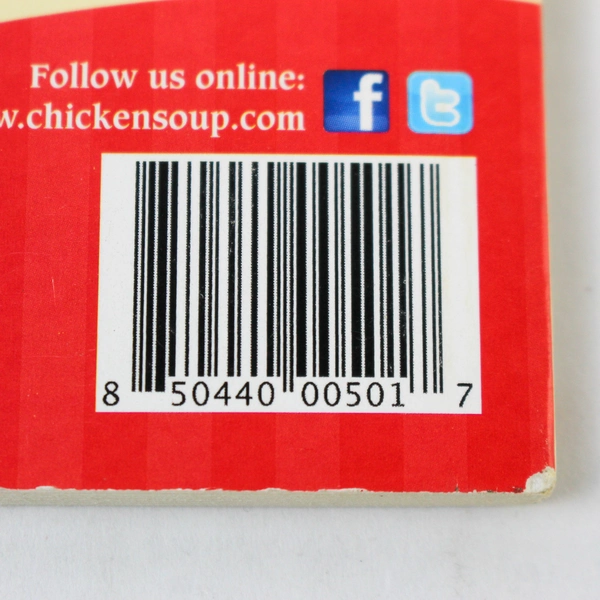 Follow us online:
w.chickensoup.com
f t
8 50440 00501 7